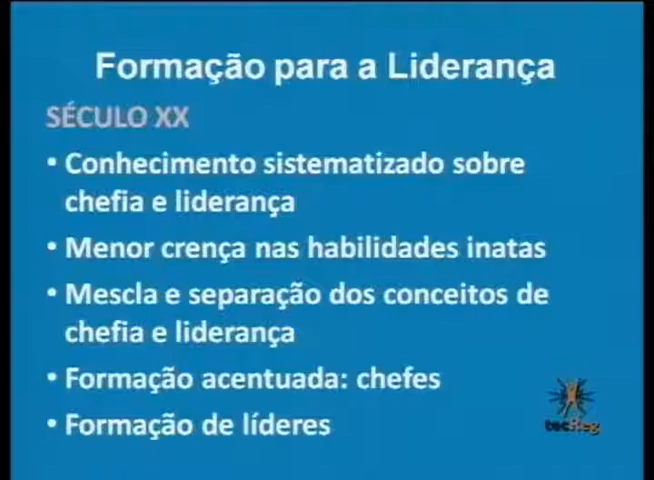 Formação para a Liderança
SÉCULO XX
• Conhecimento sistematizado sobre
chefia e liderança
• Menor crença nas habilidades inatas
• Mescla e separação dos conceitos de
chefia e liderança
• Formação acentuada: chefes
• Formação de líderes
tecReg